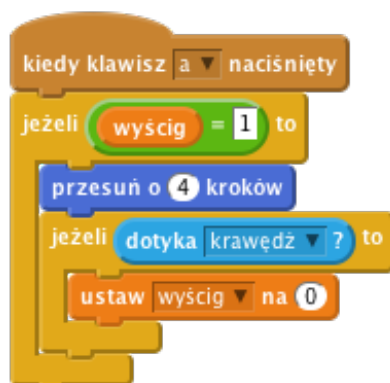 kiedy klawisz a naciśnięty
jeżeli wyścig = 1 to
przesuń o 4 kroków
jeżeli dotyka krawędź ? to
ustaw wyścig na 0